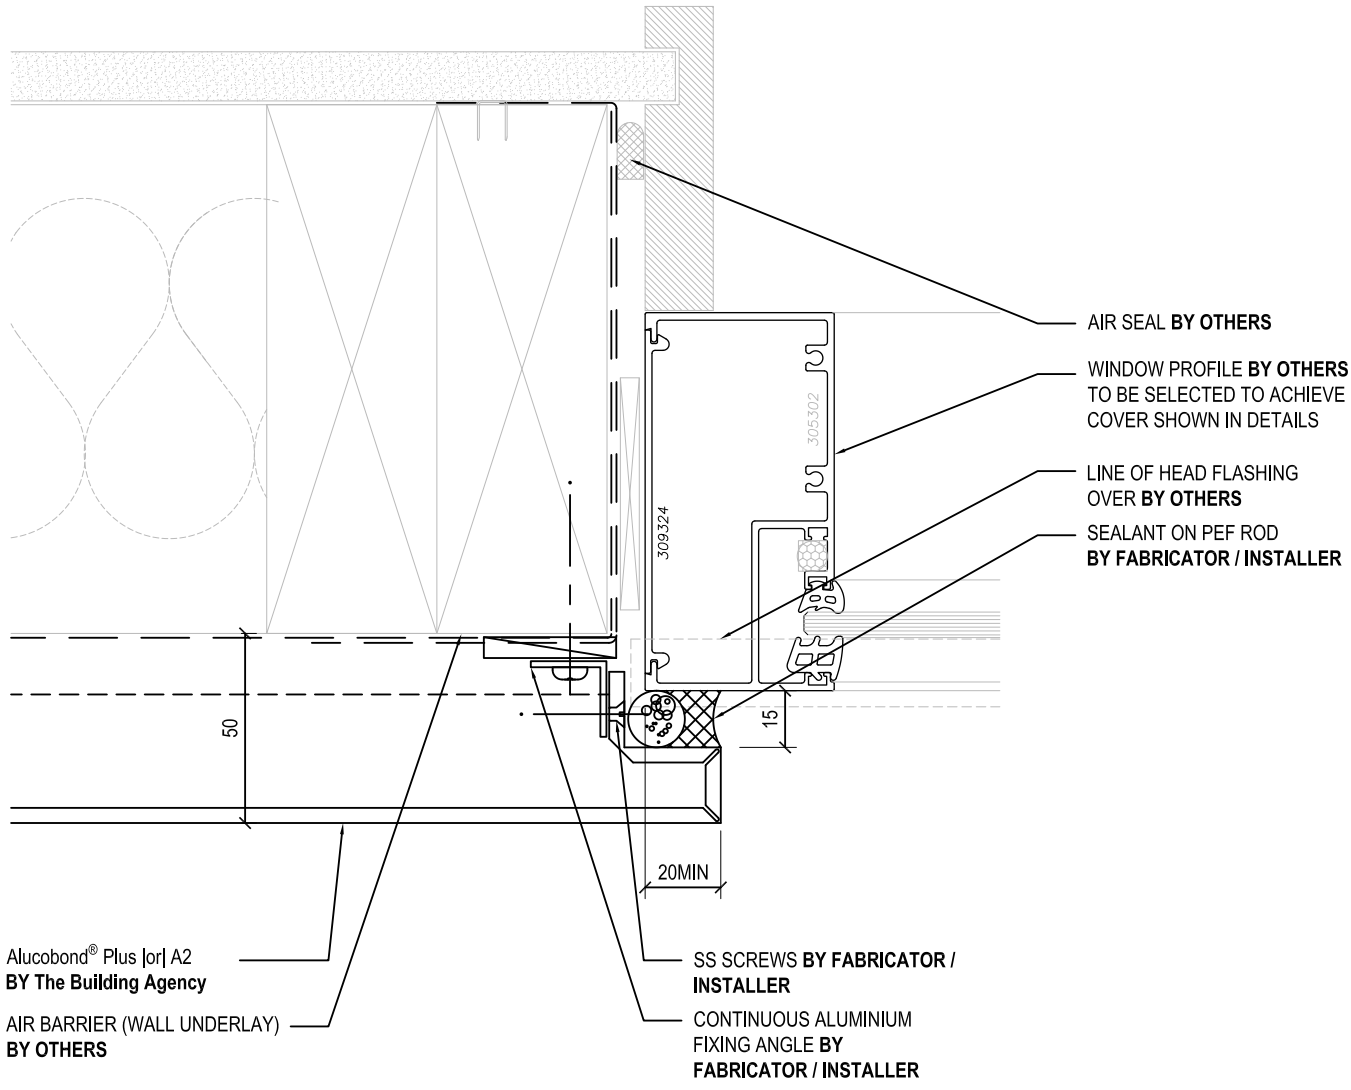 AIR SEAL BY OTHERS
WINDOW PROFILE BY OTHERS
TO BE SELECTED TO ACHIEVE
COVER SHOWN IN DETAILS
305302
LINE OF HEAD FLASHING
OVER BY OTHERS
309324
SEALANT ON PEF ROD
BY FABRICATOR / INSTALLER
50
15
20MIN
Alucobond® Plus |or| A2
BY The Building Agency
AIR BARRIER (WALL UNDERLAY)
BY OTHERS
SS SCREWS BY FABRICATOR /
INSTALLER
CONTINUOUS ALUMINIUM
FIXING ANGLE BY
FABRICATOR / INSTALLER